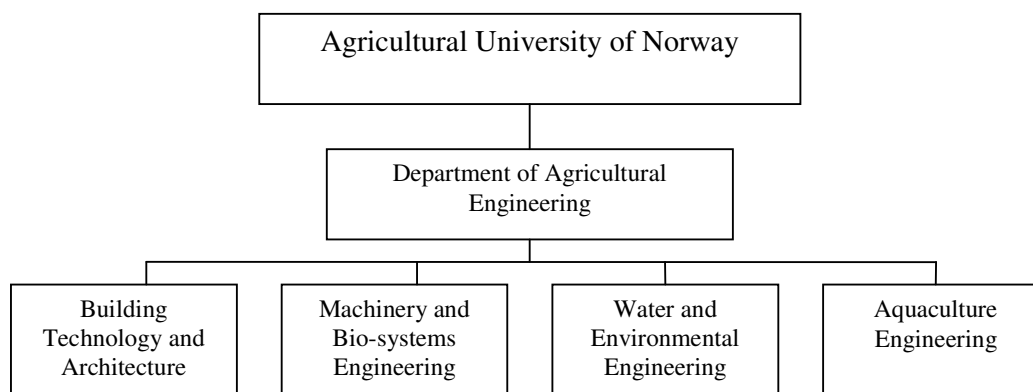 Agricultural University of Norway
Department of Agricultural
Engineering
Building
Technology and
Architecture
Machinery and
Bio-systems
Engineering
Water and
Environmental
Engineering
Aquaculture
Engineering